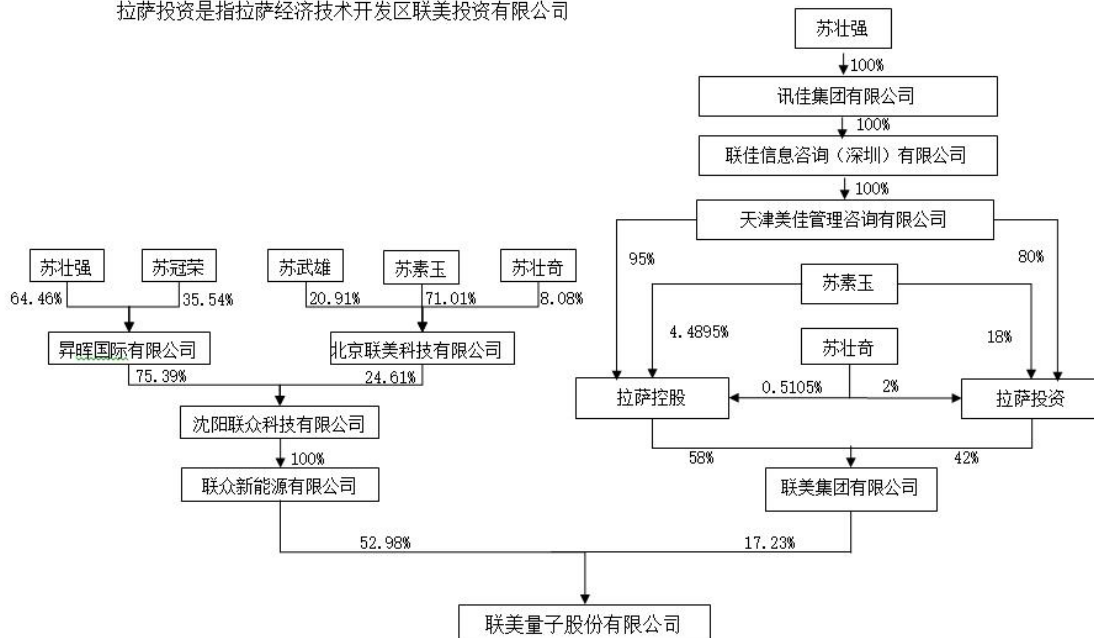 拉萨投资是指拉萨经济技术开发区联美投资有限公司
苏壮强
100%
讯佳集团有限公司
100%
联佳信息咨询（深圳）有限公司
100%
天津美佳管理咨询有限公司
95%
80%
苏壮强
苏冠荣
苏武雄
苏素玉
苏壮奇
苏素玉
64.46%
35.54%
20.91%
71.01%
8.08%
4.4895%
18%
昇晖国际有限公司
北京联美科技有限公司
苏壮奇
75.39%
24.61%
0.5105%
2%
拉萨控股
拉萨投资
沈阳联众科技有限公司
100%
58%
42%
联众新能源有限公司
联美集团有限公司
52.98%
17.23%
联美量子股份有限公司